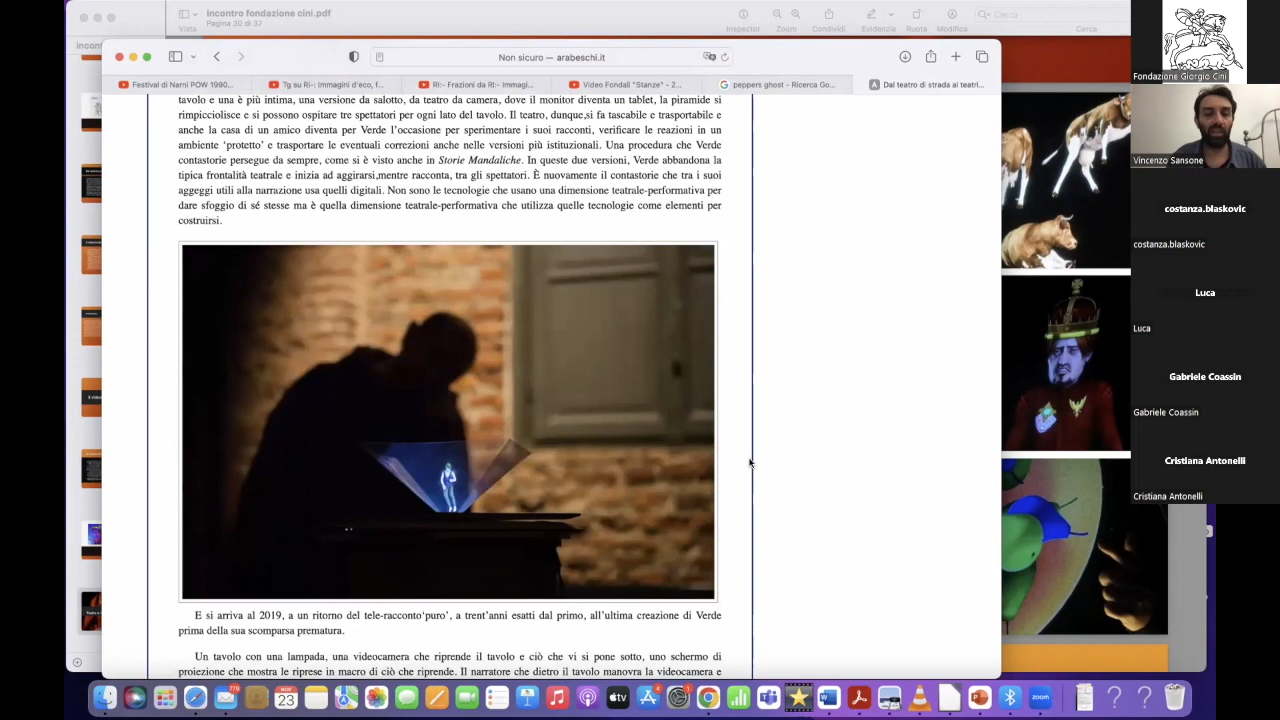 incontro fondazione cini.pdf
Pagina 30 di 37
Vista
Inspector
Zoom
Condividi
Evidenzia
Ruota
Modifica
Cerca
Cerca
Non sicuro — arabeschi.it
Festival di Narni POW 1990...
Tg su Ri-: Immagini d'eco, f...
RI:- Frazioni da RI:- Immagi...
Video Fondali "Stanze" - 2...
peppers ghost - Ricerca Go...
Dal teatro di strada ai teatri...
tavolo e una è più intima, una versione da salotto, da teatro da camera, dove il monitor diventa un tablet, la piramide si
rimpicciolisce e si possono ospitare tre spettatori per ogni lato del tavolo. Il teatro, dunque,si fa tascabile e trasportabile e
anche la casa di un amico diventa per Verde l'occasione per sperimentare i suoi racconti, verificare le reazioni in un
ambiente 'protetto' e trasportare le eventuali correzioni anche nelle versioni più istituzionali. Una procedura che Verde
contastorie persegue da sempre, come si è visto anche in Storie Mandaliche. In queste due versioni, Verde abbandona la
tipica frontalità teatrale e inizia ad aggirarsi,mentre racconta, tra gli spettatori. È nuovamente il contastorie che tra i suoi
aggeggi utili alla narrazione usa quelli digitali. Non sono le tecnologie che usano una dimensione teatrale-performativa per
dare sfoggio di sé stesse ma è quella dimensione teatrale-performativa che utilizza quelle tecnologie come elementi per
costruirsi.
E si arriva al 2019, a un ritorno del tele-racconto'puro', a trent'anni esatti dal primo, all'ultima creazione di Verde
prima della sua scomparsa prematura.
Un tavolo con una lampada, una videocamera che riprende il tavolo e ciò che vi si pone sotto, uno schermo di
proiezione che mostra le riprese in macro di ciò che riprende. Il narratore che dietro il tavolo manovra la videocamera e
Fondazione Giorgio Cini
Vincenzo Sansone
costanza.blaskovic
costanza.blaskovic
Luca
Luca
Gabriele Coassin
Gabriele Coassin
Cristiana Antonelli
Cristiana Antonelli
NOV
23
tv
zoom